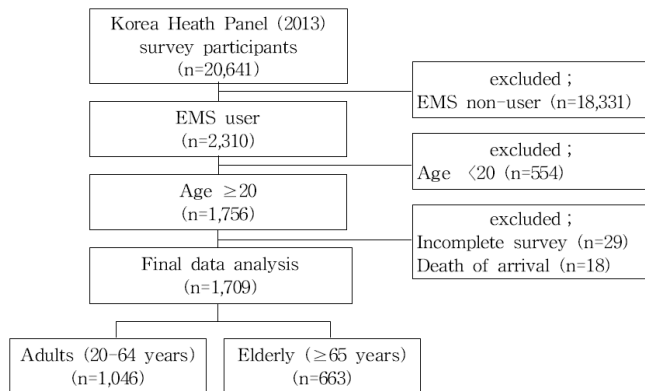 Korea Heath Panel (2013)
survey participants
(n=20,641)
excluded ;
EMS non-user (n=18,331)
EMS user
(n=2,310)
excluded ;
Age 〈20 (n=554)
Age ≥20
(n=1,756)
excluded ;
Incomplete survey (n=29)
Death of arrival (n=18)
Final data analysis
(n=1,709)
Adults (20-64 years)
(n=1,046)
Elderly (≥65 years)
(n=663)